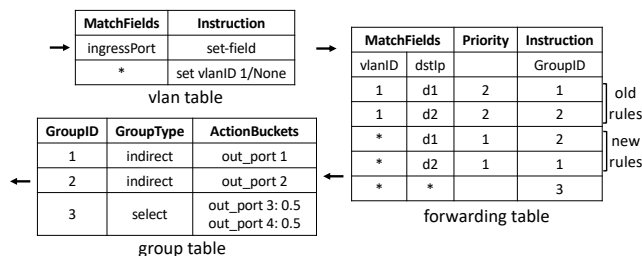 MatchFields Instruction
ingressPort set-field
* set vlanID 1/None
vlan table
MatchFields Priority Instruction
vlanID dstIp GroupID
1 d1 2 1
1 d2 2 2
* d1 1 2
* d2 1 1
* * 3
old
rules
new
rules
forwarding table
GroupID GroupType ActionBuckets
1 indirect out_port 1
2 indirect out_port 2
3 select out_port 3: 0.5
out_port 4: 0.5
group table